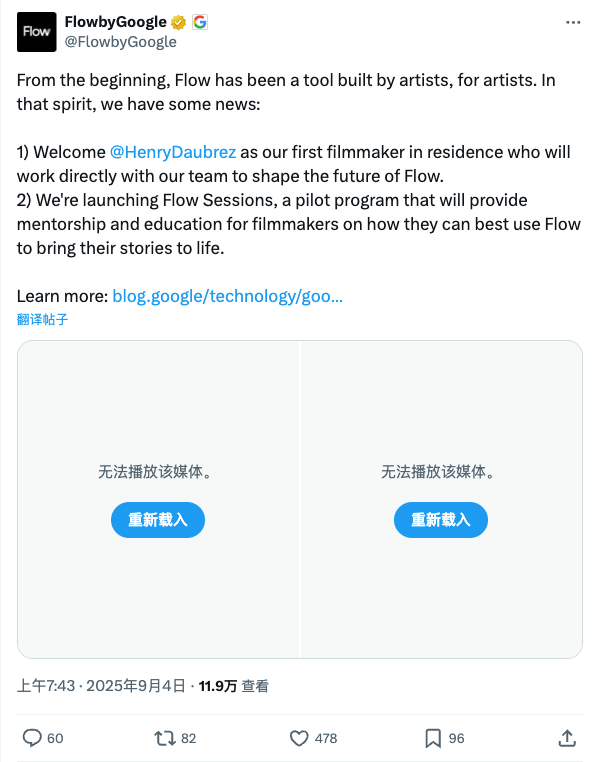 Flow
FlowbyGoogle
@FlowbyGoogle
From the beginning, Flow has been a tool built by artists, for artists. In
that spirit, we have some news:
1) Welcome @HenryDaubrez as our first filmmaker in residence who will
work directly with our team to shape the future of Flow.
2) We're launching Flow Sessions, a pilot program that will provide
mentorship and education for filmmakers on how they can best use Flow
to bring their stories to life.
Learn more: blog.google/technology/goo...
翻译帖子
无法播放该媒体。
重新载入
无法播放该媒体。
重新载入
上午7:43 · 2025年9月4日 · 11.9万 查看
60
82
478
96